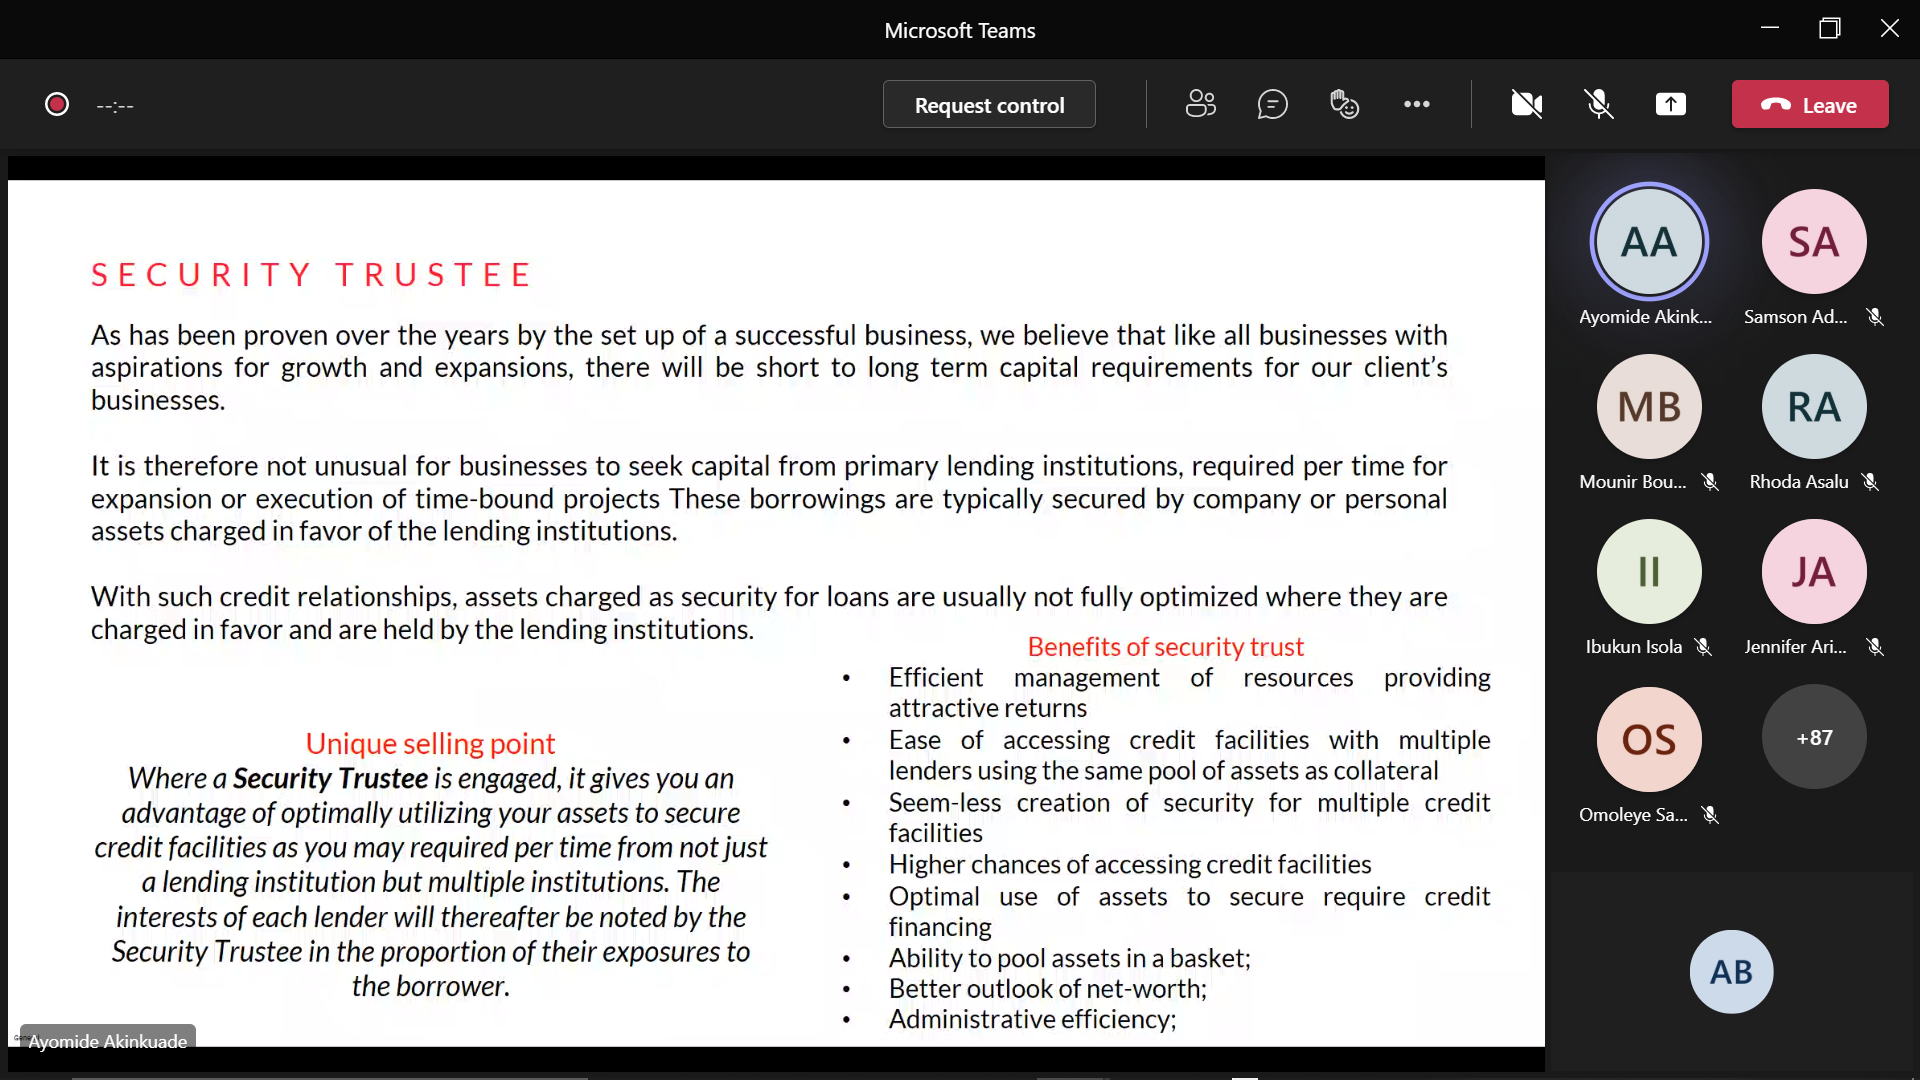 Microsoft Teams
--:--
Request control
Leave
SECURITY TRUSTEE
As has been proven over the years by the set up of a successful business, we believe that like all businesses with
aspirations for growth and expansions, there will be short to long term capital requirements for our client’s
businesses.
It is therefore not unusual for businesses to seek capital from primary lending institutions, required per time for
expansion or execution of time-bound projects These borrowings are typically secured by company or personal
assets charged in favor of the lending institutions.
With such credit relationships, assets charged as security for loans are usually not fully optimized where they are
charged in favor and are held by the lending institutions.
Unique selling point
Where a Security Trustee is engaged, it gives you an
advantage of optimally utilizing your assets to secure
credit facilities as you may required per time from not just
a lending institution but multiple institutions. The
interests of each lender will thereafter be noted by the
Security Trustee in the proportion of their exposures to
the borrower.
Benefits of security trust
• Efficient management of resources providing
attractive returns
• Ease of accessing credit facilities with multiple
lenders using the same pool of assets as collateral
• Seem-less creation of security for multiple credit
facilities
• Higher chances of accessing credit facilities
• Optimal use of assets to secure require credit
financing
• Ability to pool assets in a basket;
• Better outlook of net-worth;
• Administrative efficiency;
Ayomide Akinkuade
AA
Ayomide Akink...
SA
Samson Ad...
MB
Mounir Bou...
RA
Rhoda Asalu
II
Ibukun Isola
JA
Jennifer Ari...
OS
Omoleye Sa...
+87
AB